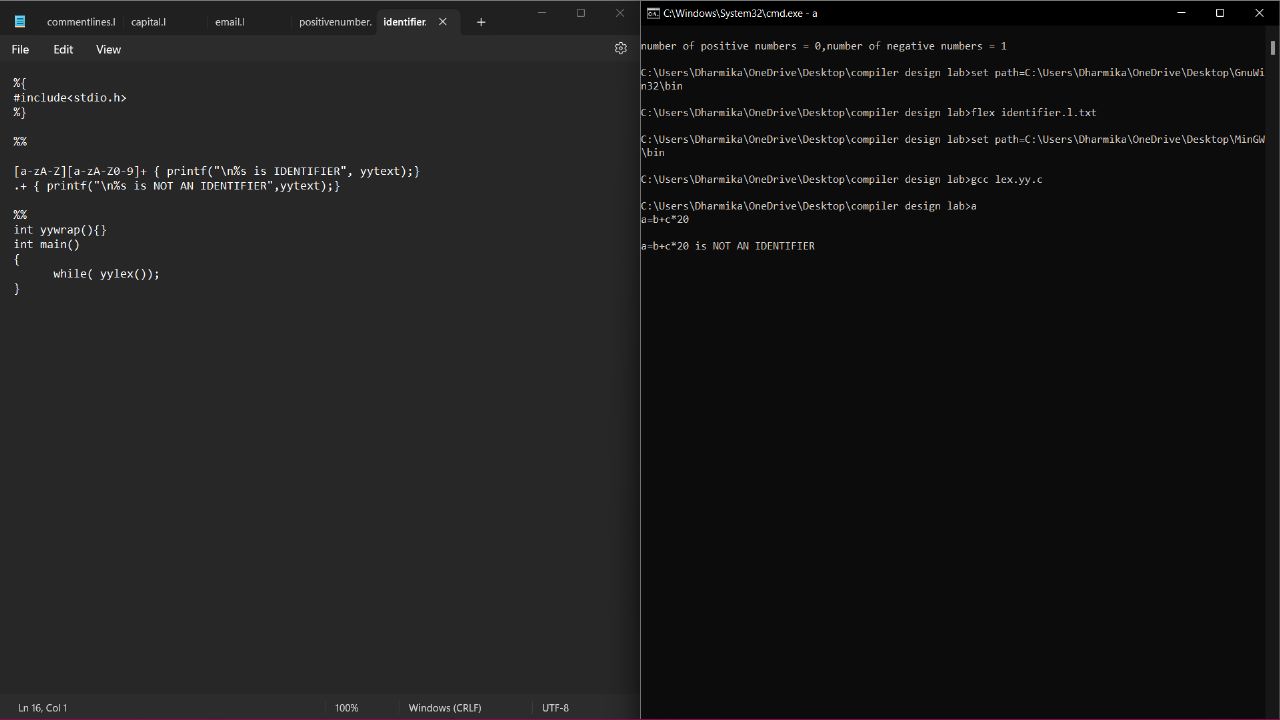 commentlines.l
capital.l
email.l
positivenumber.
identifier.
File
Edit
View
%{
#include<stdio.h>
%}
%%
[a-zA-Z][a-zA-Z0-9]+ { printf("\n%s is IDENTIFIER", yytext);}
.+ { printf("\n%s is NOT AN IDENTIFIER",yytext);}
%%
int yywrap(){}
int main()
{
while( yylex());
}
Ln 16, Col 1
100%
Windows (CRLF)
UTF-8
C:\Windows\System32\cmd.exe - a
number of positive numbers = 0,number of negative numbers = 1
C:\Users\Dharmika\OneDrive\Desktop\compiler design lab>set path=C:\Users\Dharmika\OneDrive\Desktop\GnuWi
n32\bin
C:\Users\Dharmika\OneDrive\Desktop\compiler design lab>flex identifier.l.txt
C:\Users\Dharmika\OneDrive\Desktop\compiler design lab>set path=C:\Users\Dharmika\OneDrive\Desktop\MinGW
\bin
C:\Users\Dharmika\OneDrive\Desktop\compiler design lab>gcc lex.yy.c
C:\Users\Dharmika\OneDrive\Desktop\compiler design lab>a
a=b+c*20
a=b+c*20 is NOT AN IDENTIFIER